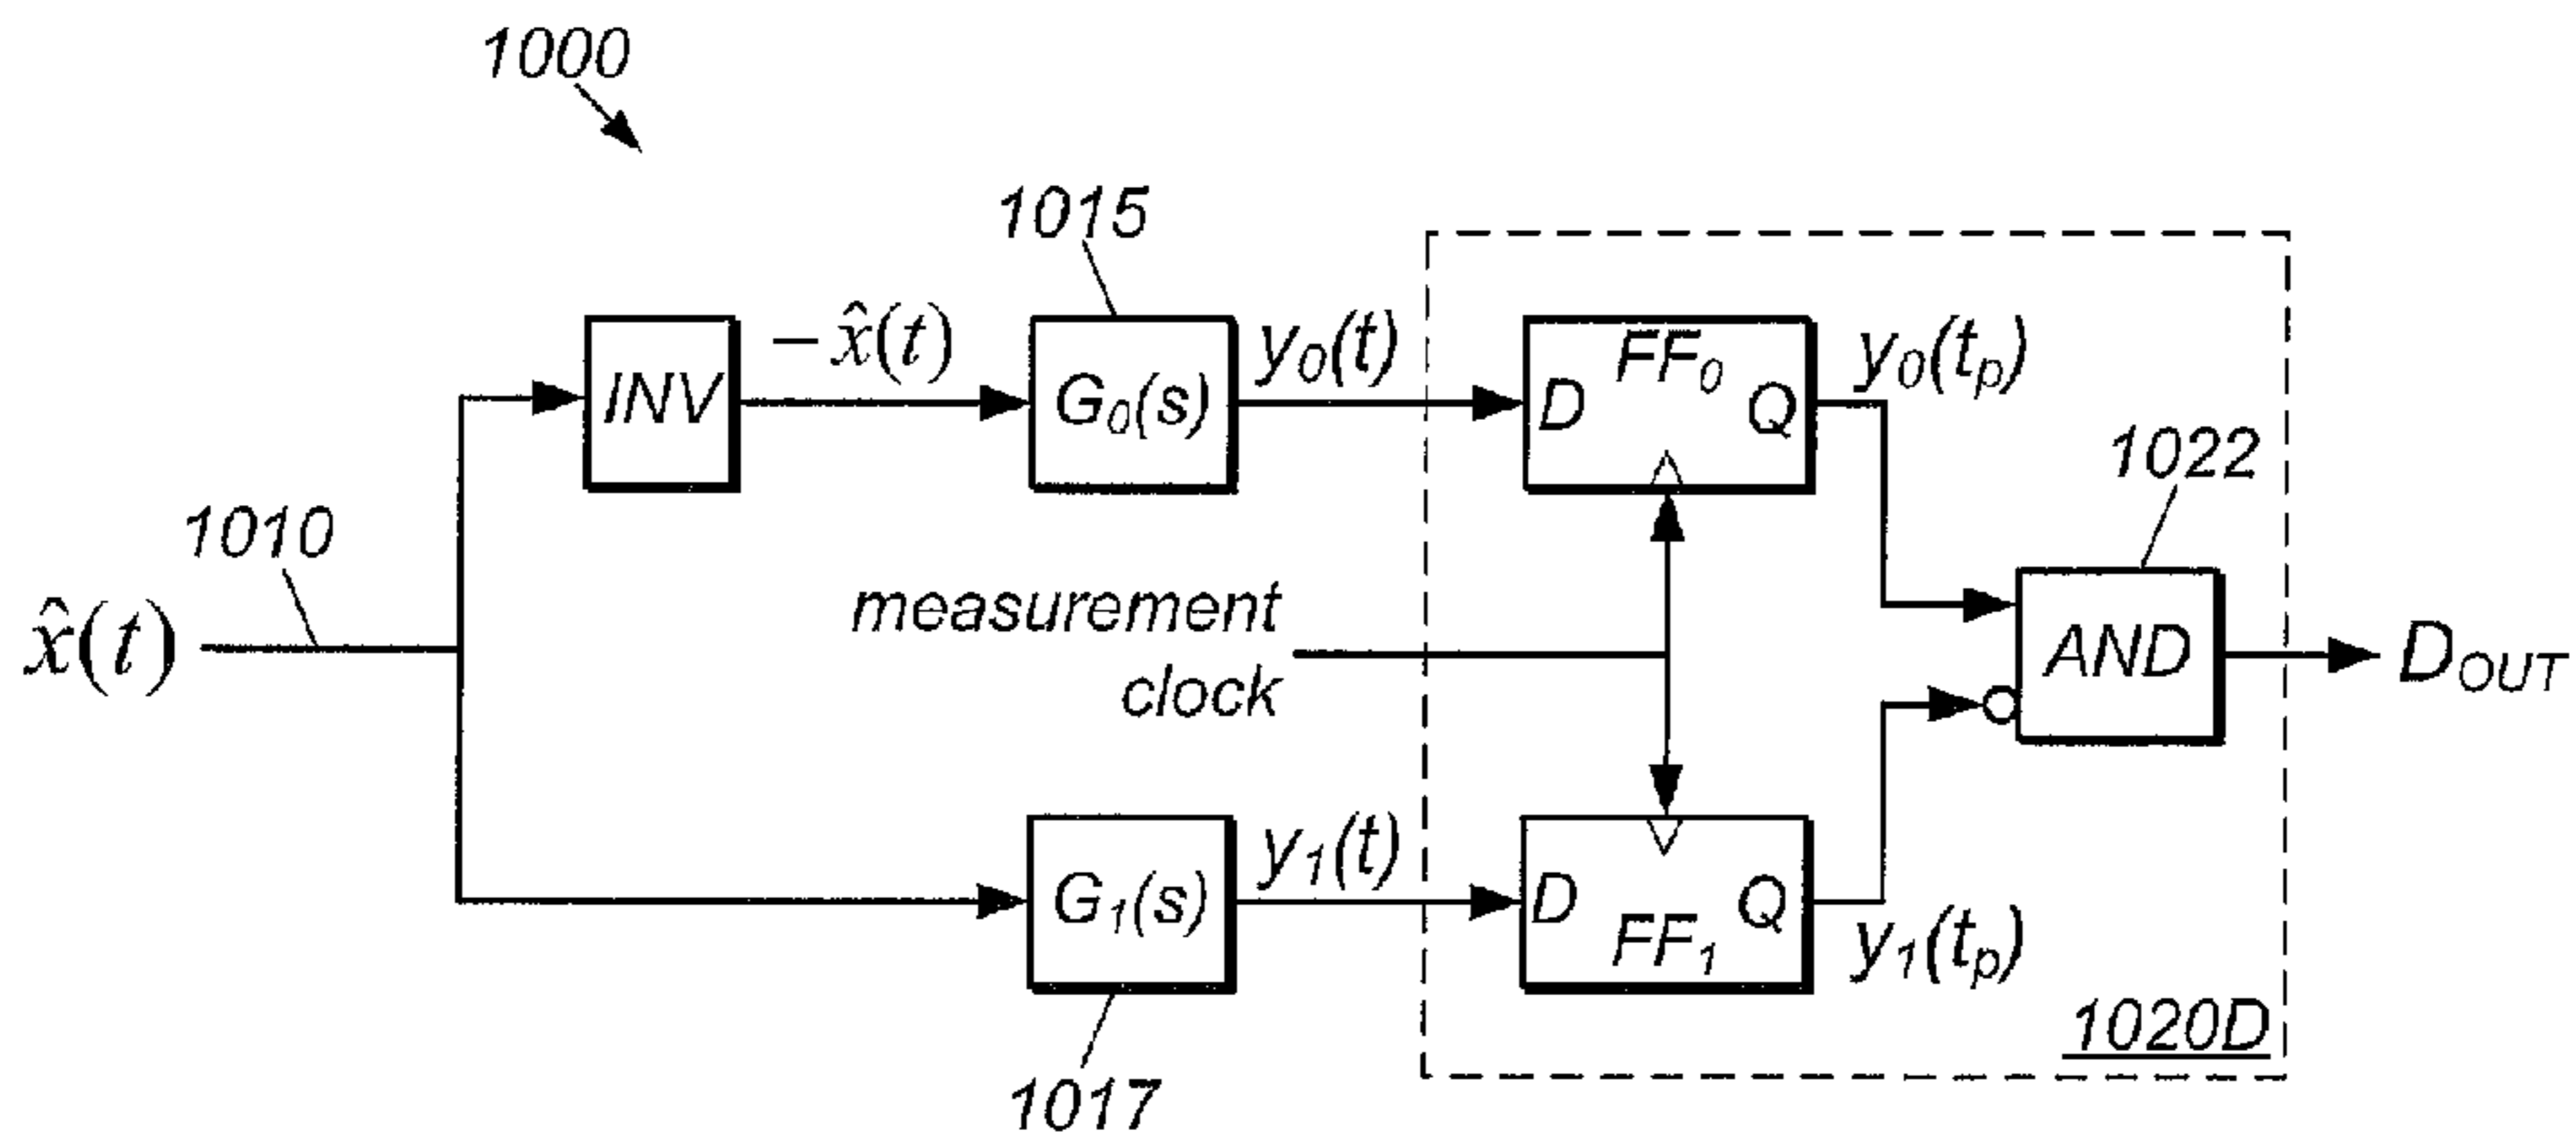 1000
1015
INV
−x̂(t)
G₀(s)
y₀(t)
D FF₀ Q
y₀(tₚ)
1022
1010
x̂(t)
measurement
clock
AND
D_OUT
G₁(s)
y₁(t)
D FF₁ Q
y₁(tₚ)
1017
1020D